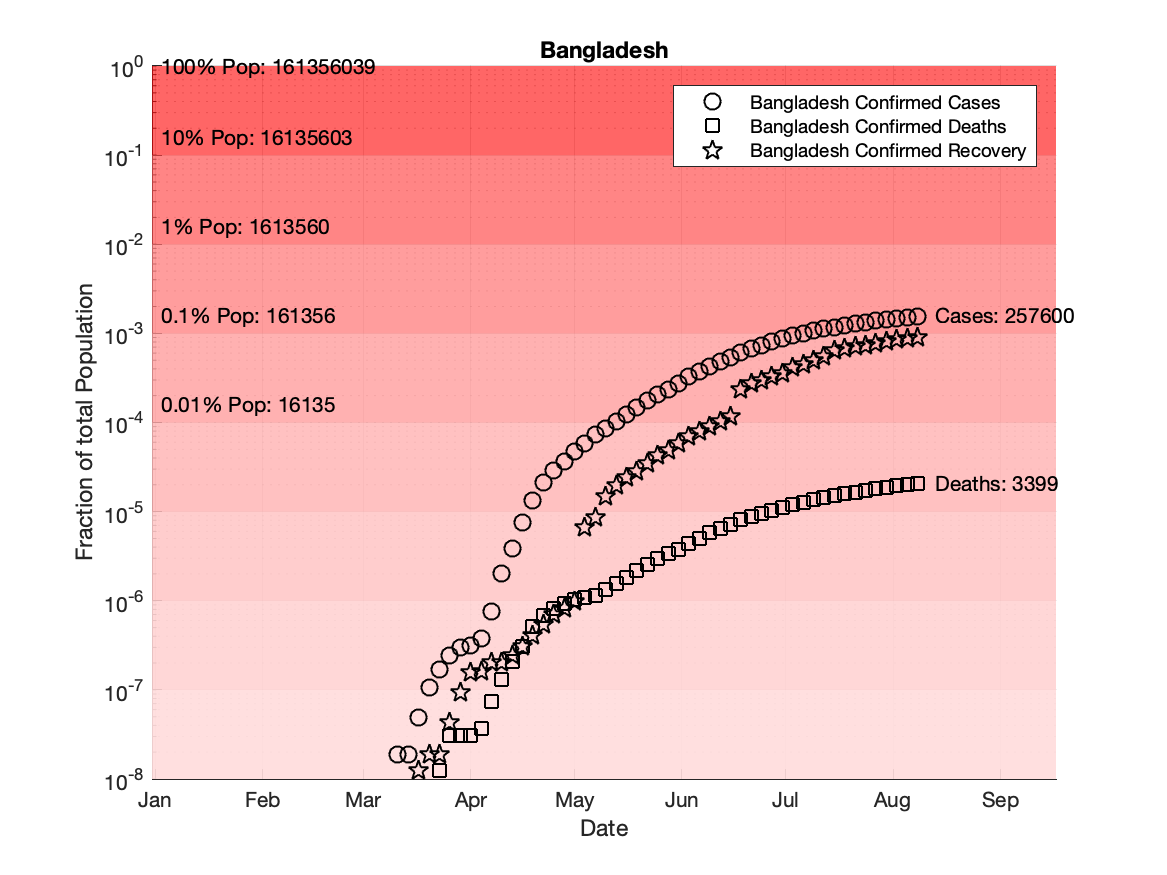 Bangladesh
10^0
100% Pop: 161356039
Bangladesh Confirmed Cases
Bangladesh Confirmed Deaths
Bangladesh Confirmed Recovery
10% Pop: 16135603
10^-1
1% Pop: 1613560
10^-2
0.1% Pop: 161356
Cases: 257600
10^-3
0.01% Pop: 16135
10^-4
Deaths: 3399
10^-5
10^-6
10^-7
10^-8
Fraction of total Population
Jan Feb Mar Apr May Jun Jul Aug Sep
Date